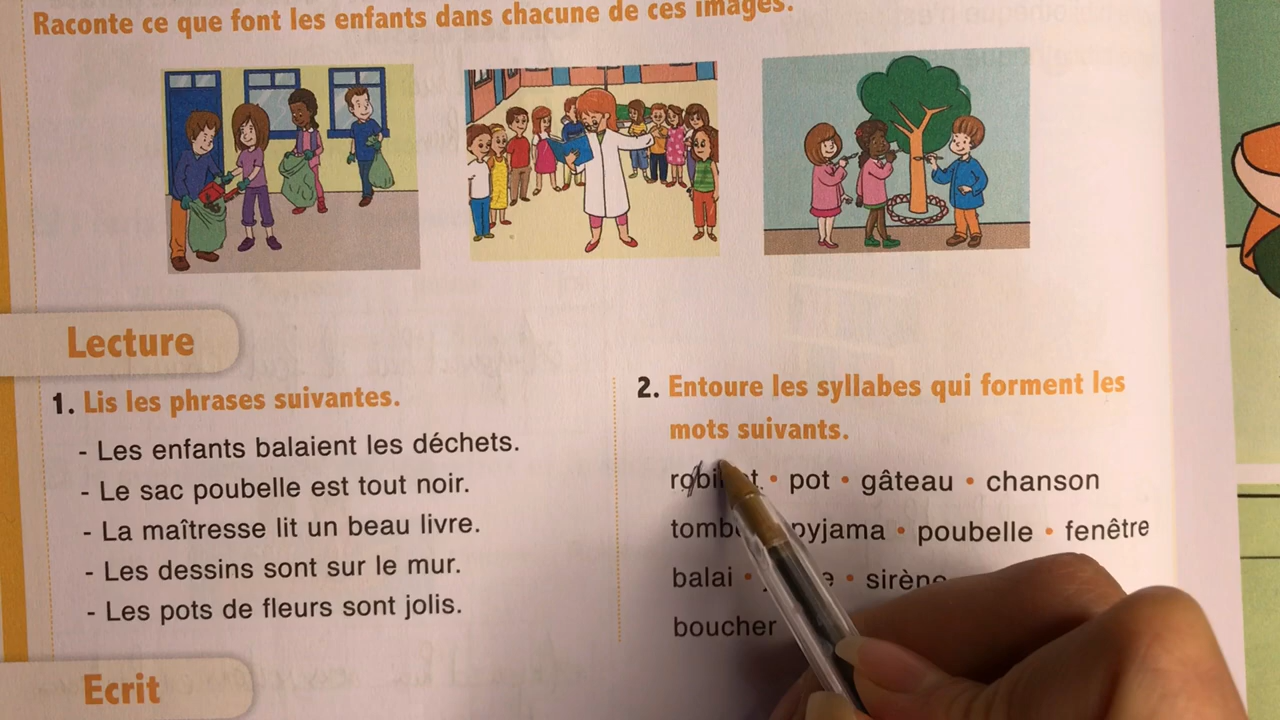 Raconte ce que font les enfants dans chacune de ces images.
Lecture
1. Lis les phrases suivantes.
- Les enfants balaient les déchets.
- Le sac poubelle est tout noir.
- La maîtresse lit un beau livre.
- Les dessins sont sur le mur.
- Les pots de fleurs sont jolis.
2. Entoure les syllabes qui forment les
mots suivants.
• pot • gâteau • chanson
pyjama • poubelle • fenêtre
balai • • sirène
boucher
Ecrit